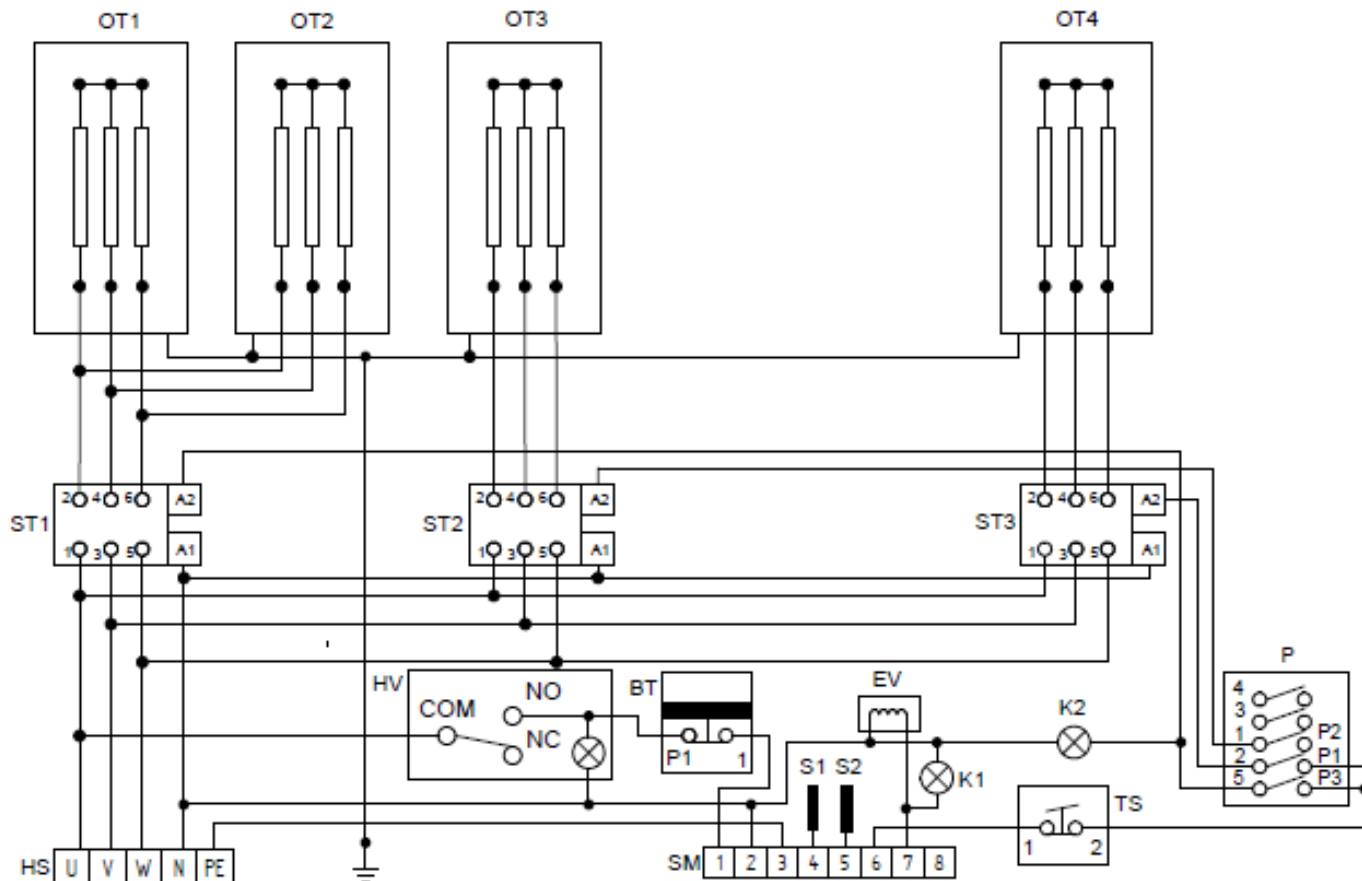 OT1 OT2 OT3 OT4
2 4 6 A2 2 4 6 A2 2 4 6 A2
ST1 ST2 ST3
1 3 5 A1 1 3 5 A1 1 3 5 A1
HV NO BT EV P
COM K2 4
NC 3
P1 1 S1 S2 K1 1 P2
2 P1
5 P3
TS
1 2
HS U V W N PE SM 1 2 3 4 5 6 7 8